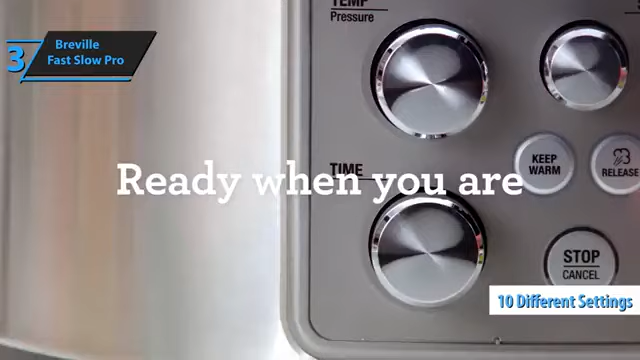 TEMP
Pressure
3
Breville
Fast Slow Pro
Ready when you are
TIME
KEEP
WARM
RELEASE
STOP
CANCEL
10 Different Settings